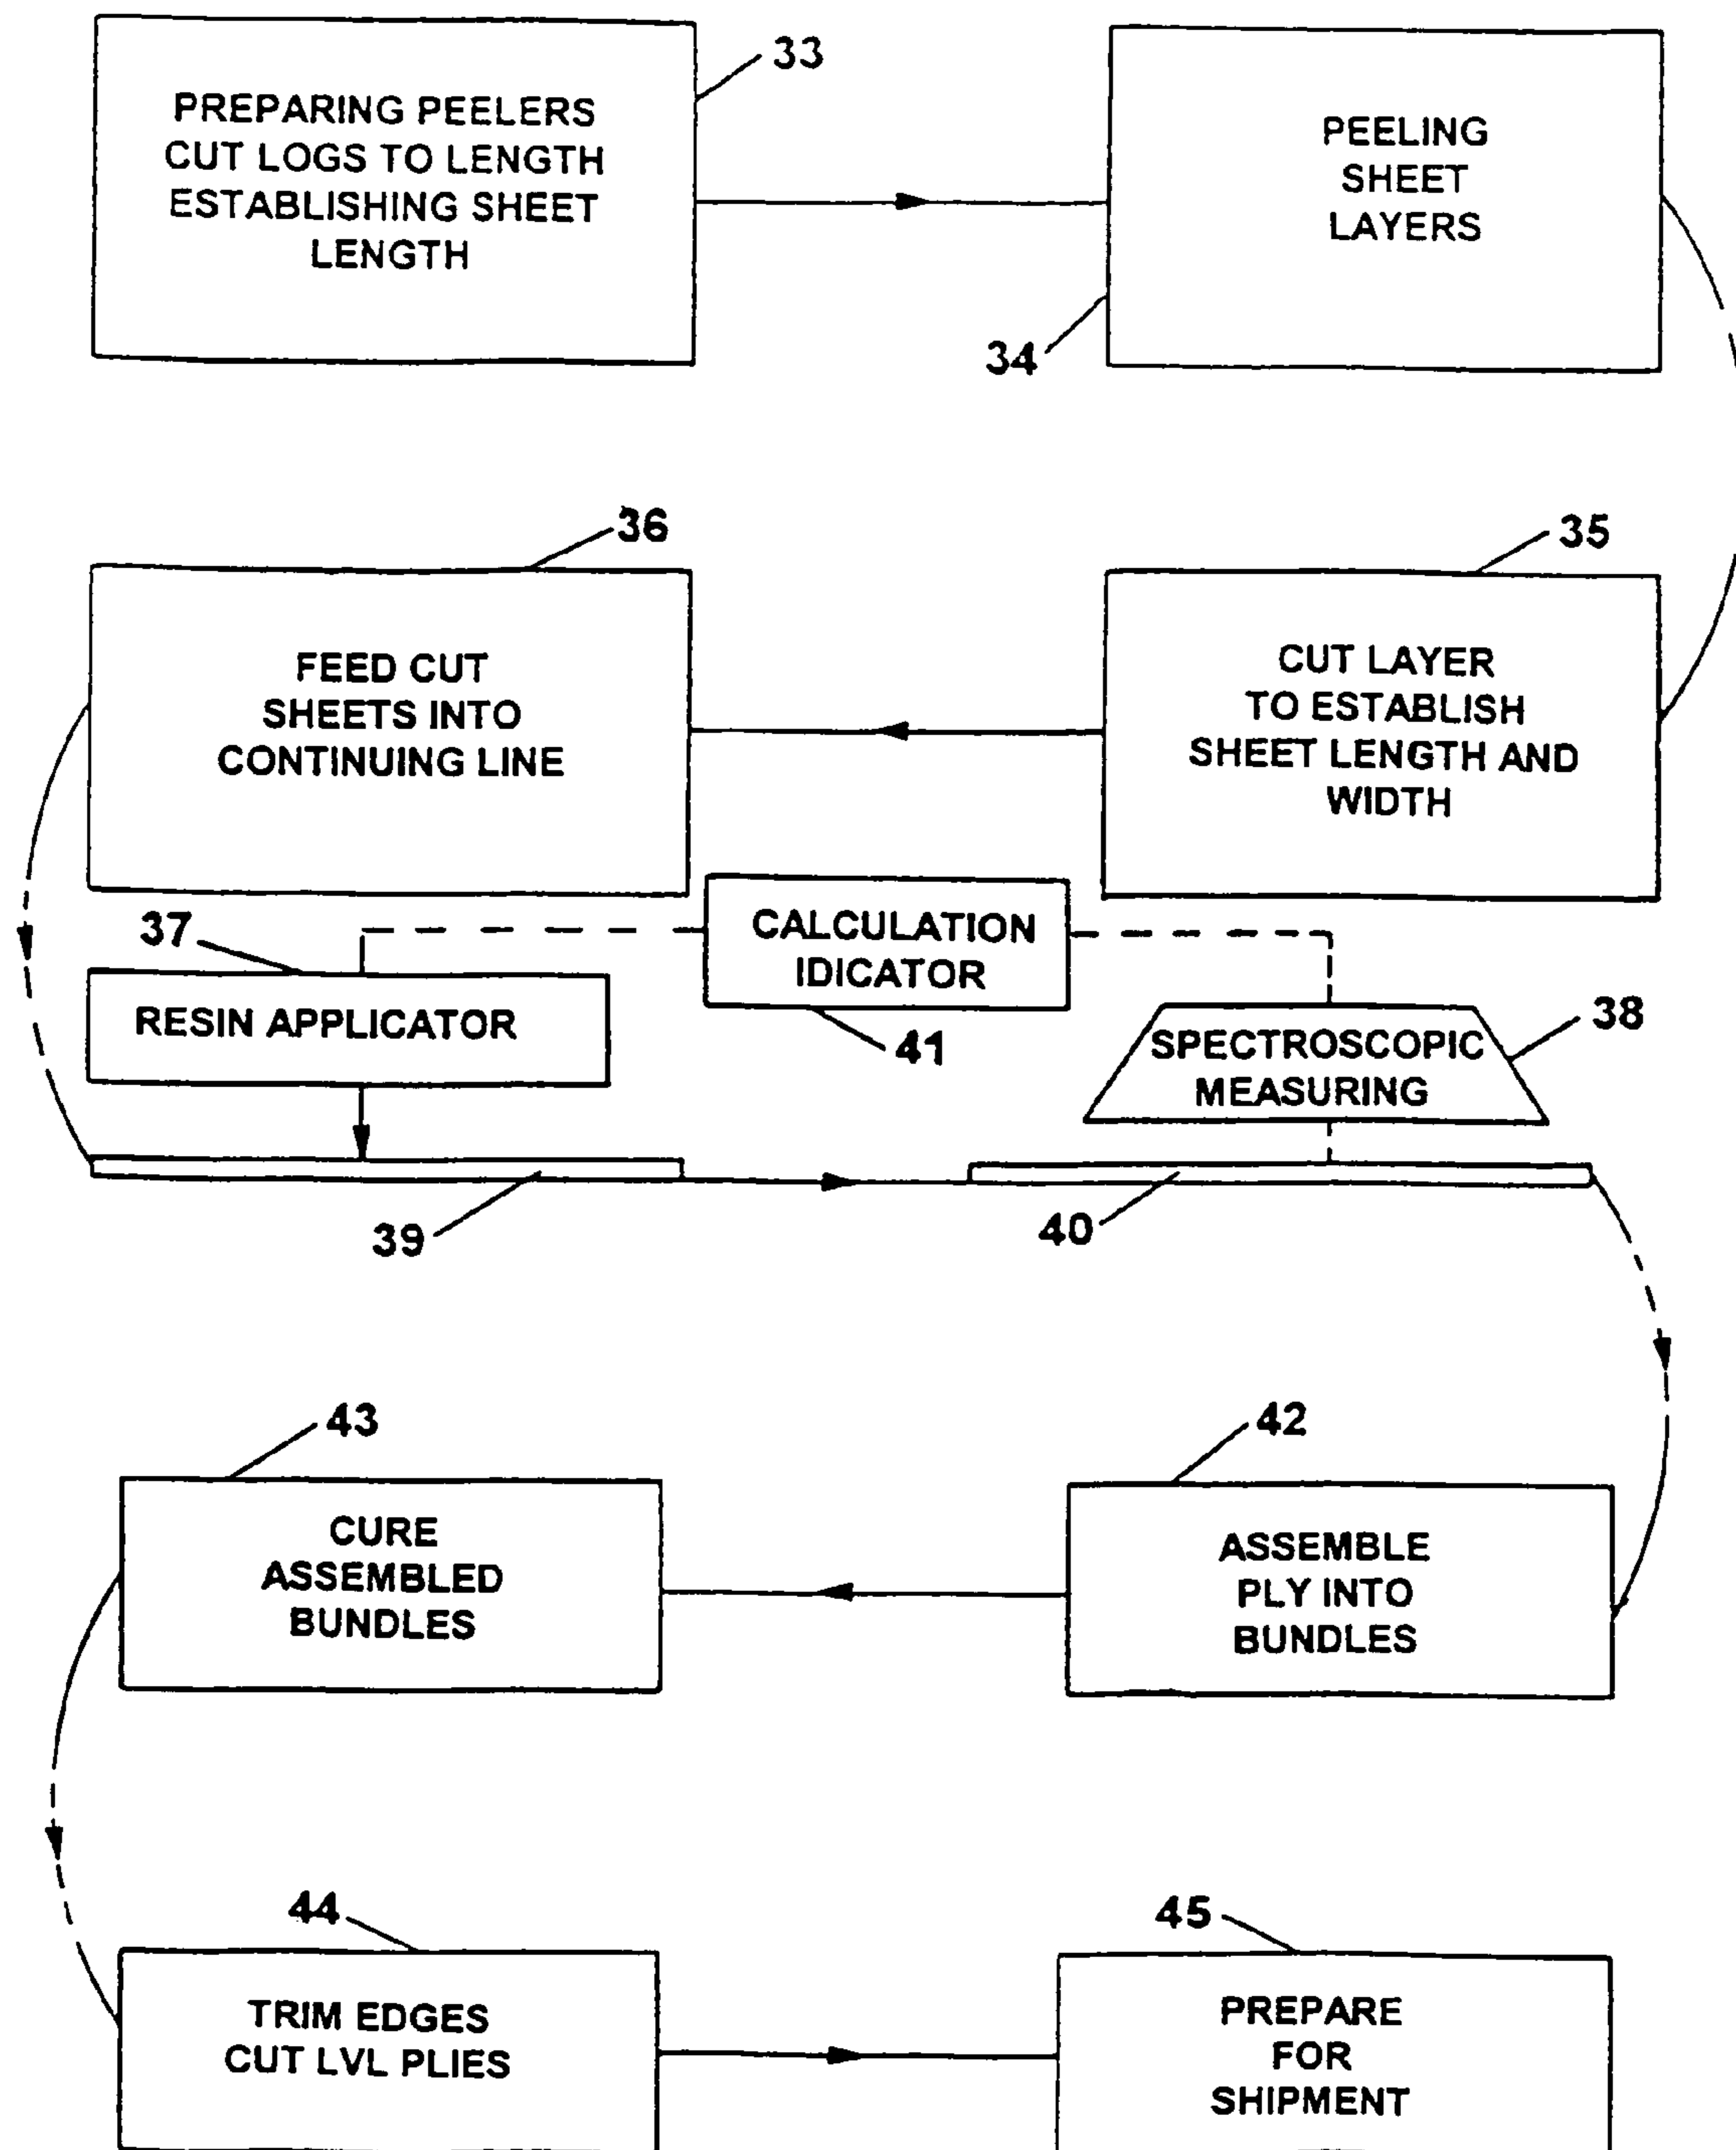 33
PREPARING PEELERS
CUT LOGS TO LENGTH
ESTABLISHING SHEET
LENGTH
PEELING
SHEET
LAYERS
34
36
35
FEED CUT
SHEETS INTO
CONTINUING LINE
CUT LAYER
TO ESTABLISH
SHEET LENGTH AND
WIDTH
37
CALCULATION
IDICATOR
RESIN APPLICATOR
41
38
SPECTROSCOPIC
MEASURING
39
40
43
42
CURE
ASSEMBLED
BUNDLES
ASSEMBLE
PLY INTO
BUNDLES
44
45
TRIM EDGES
CUT LVL PLIES
PREPARE
FOR
SHIPMENT